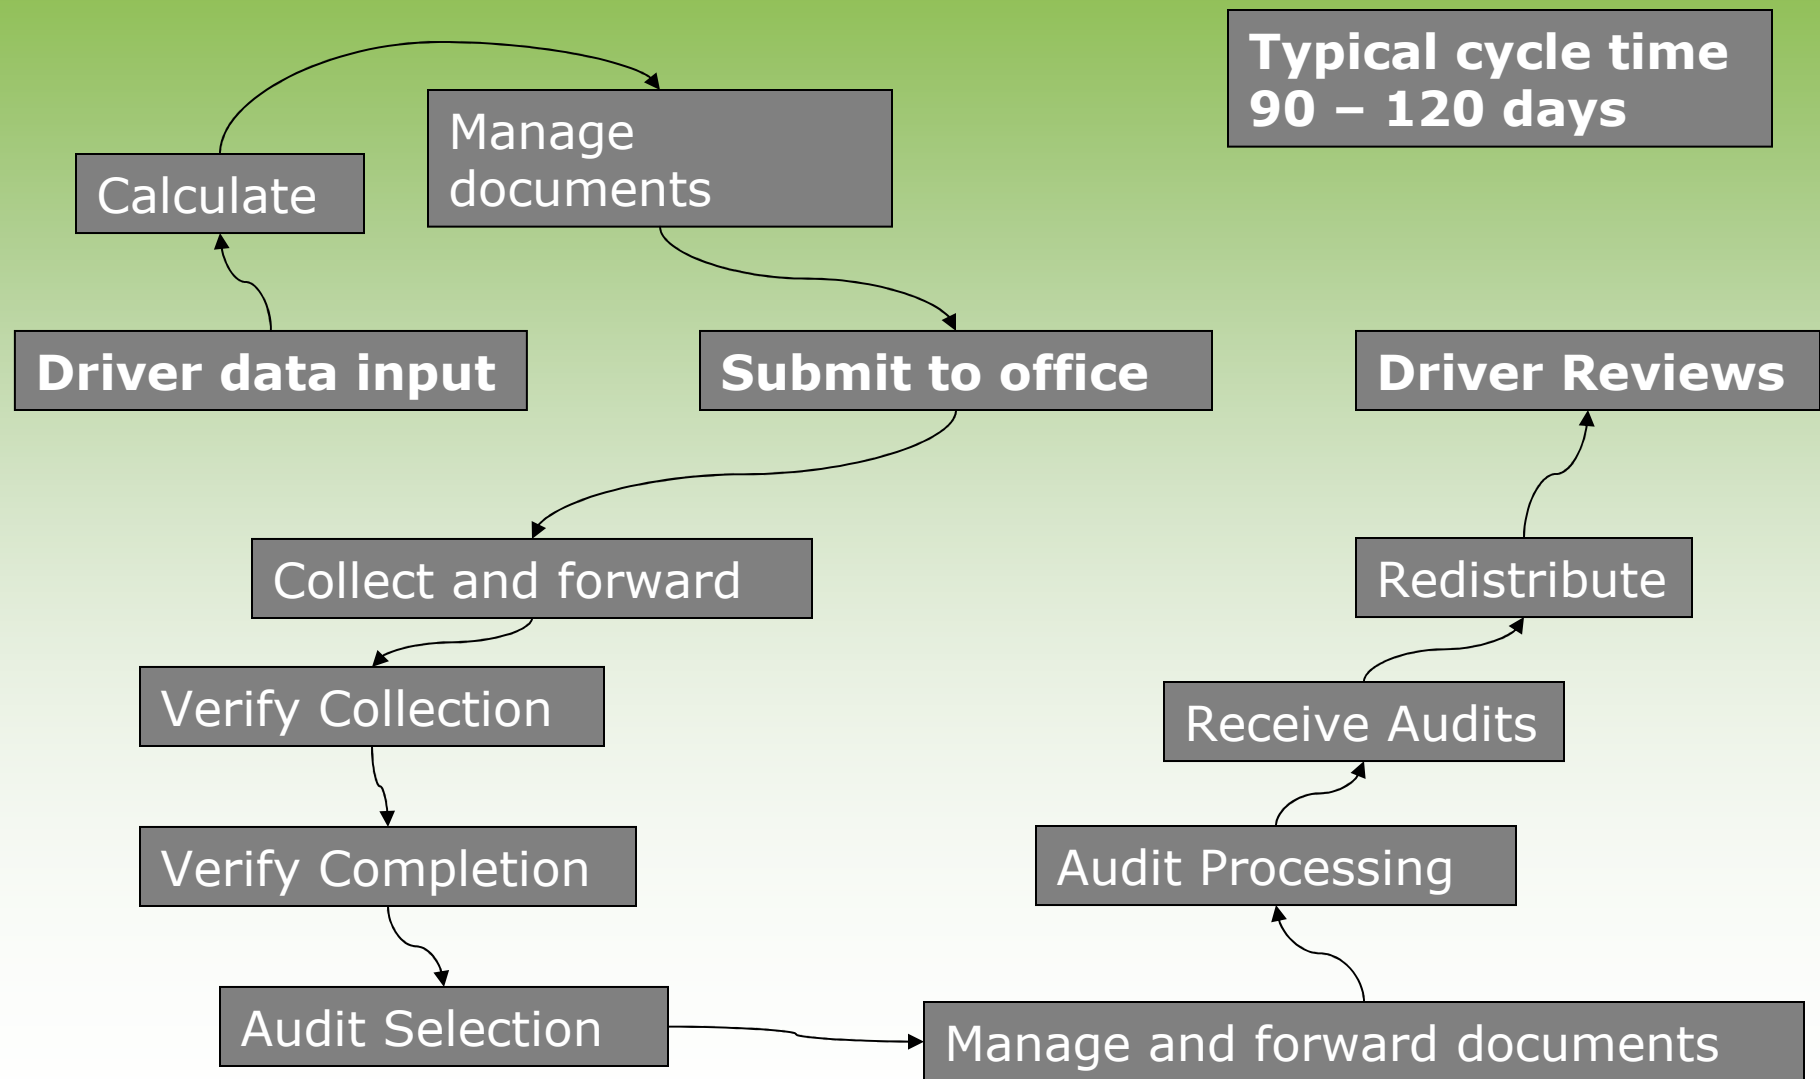 Typical cycle time
90 – 120 days
Manage
documents
Calculate
Driver data input
Submit to office
Driver Reviews
Collect and forward
Redistribute
Verify Collection
Receive Audits
Verify Completion
Audit Processing
Audit Selection
Manage and forward documents